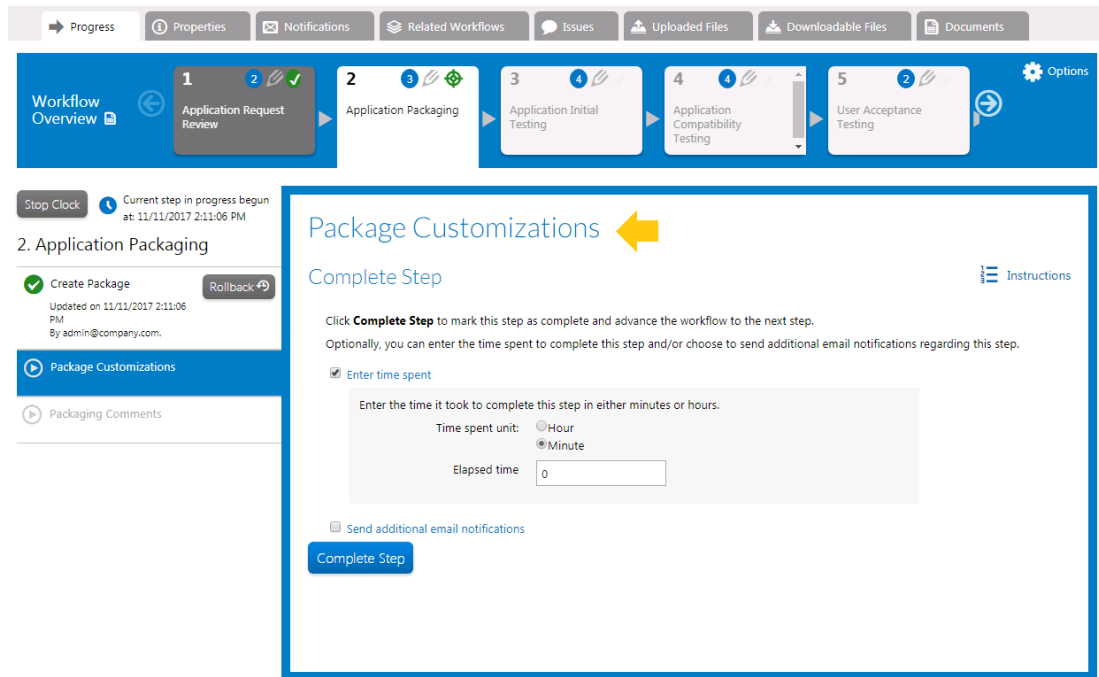 Progress
Properties
Notifications
Related Workflows
Issues
Uploaded Files
Downloadable Files
Documents
Workflow
Overview
1 2
Application Request
Review
2 3
Application Packaging
3 4
Application Initial
Testing
4 4
Application
Compatibility
Testing
5 2
User Acceptance
Testing
Options
Stop Clock
Current step in progress begun
at: 11/11/2017 2:11:06 PM
2. Application Packaging
Create Package
Rollback
Updated on 11/11/2017 2:11:06
PM
By admin@company.com.
Package Customizations
Packaging Comments
Package Customizations
Complete Step
Instructions
Click Complete Step to mark this step as complete and advance the workflow to the next step.
Optionally, you can enter the time spent to complete this step and/or choose to send additional email notifications regarding this step.
Enter time spent
Enter the time it took to complete this step in either minutes or hours.
Time spent unit: Hour
Minute
Elapsed time 0
Send additional email notifications
Complete Step